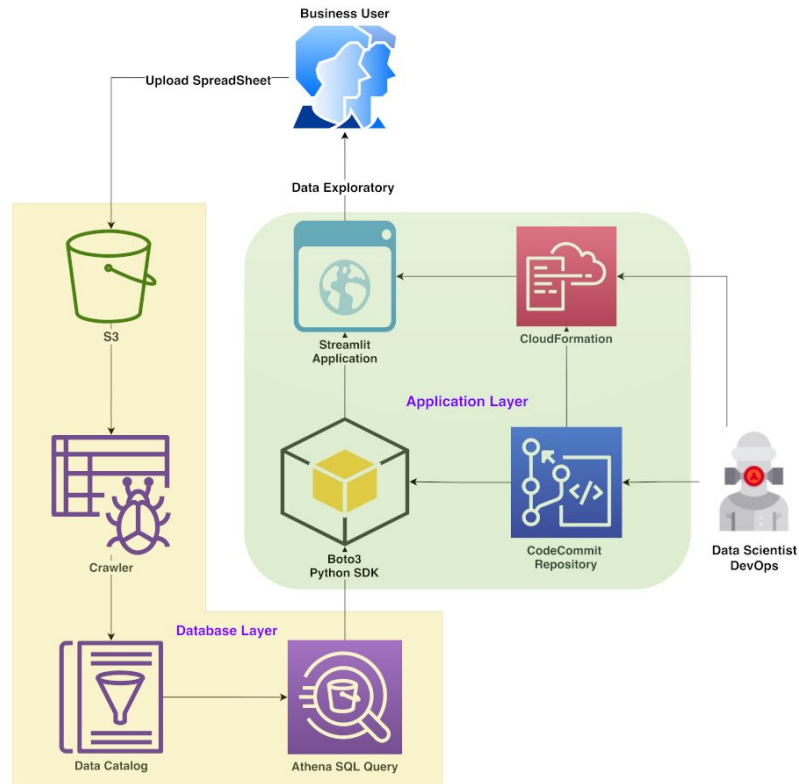 Business User
Upload SpreadSheet
Data Exploratory
S3
Streamlit
Application
CloudFormation
Application Layer
Crawler
Boto3
Python SDK
CodeCommit
Repository
Data Scientist
DevOps
Database Layer
Data Catalog
Athena SQL Query